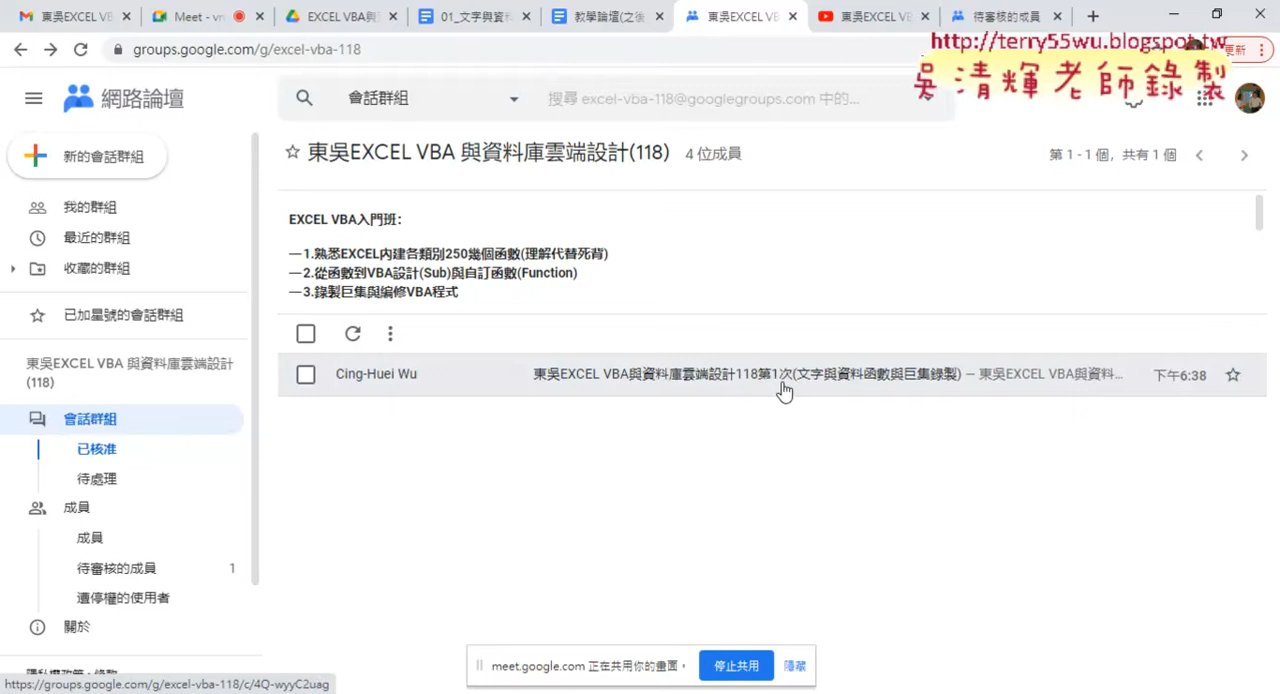 東吳EXCEL VB
Meet - vn
EXCEL VBA與
01_文字與資
教學論壇(之後
東吳EXCEL V
東吳EXCEL VB
待審核的成員
groups.google.com/g/excel-vba-118
更新
http://terry55wu.blogspot.tw
吳清輝老師錄製
網路論壇
會話群組
搜尋 excel-vba-118@googlegroups.com 中的...
新的會話群組
東吳EXCEL VBA 與資料庫雲端設計(118)
4 位成員
第 1 - 1 個，共有 1 個
我的群組
最近的群組
收藏的群組
已加星號的會話群組
東吳EXCEL VBA 與資料庫雲端設計
(118)
會話群組
已核准
待處理
成員
成員
待審核的成員 1
遭停權的使用者
關於
EXCEL VBA入門班:
—1.熟悉EXCEL內建各類別250幾個函數(理解代替死背)
—2.從函數到VBA設計(Sub)與自訂函數(Function)
—3.錄製巨集與編修VBA程式
Cing-Huei Wu
東吳EXCEL VBA與資料庫雲端設計118第1次(文字與資料函數與巨集錄製) – 東吳EXCEL VBA與資料...
下午6:38
meet.google.com 正在共用你的畫面。
停止共用
隱藏
https://groups.google.com/g/excel-vba-118/c/4Q-wyyC2uag